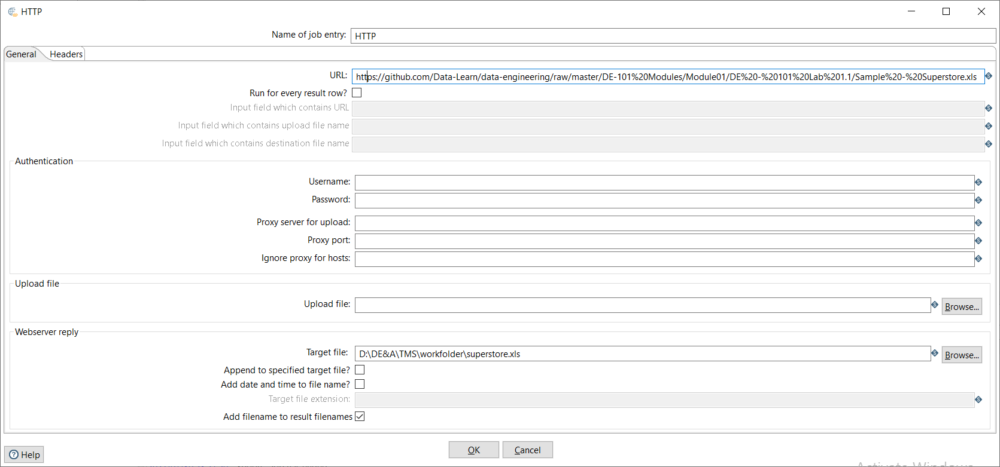 HTTP
Name of job entry: HTTP
General Headers
URL: https://github.com/Data-Learn/data-engineering/raw/master/DE-101%20Modules/Module01/DE%20-%20101%20Lab%201.1/Sample%20-%20Superstore.xls
Run for every result row?
Input field which contains URL
Input field which contains upload file name
Input field which contains destination file name
Authentication
Username:
Password:
Proxy server for upload:
Proxy port:
Ignore proxy for hosts:
Upload file
Upload file: Browse...
Webserver reply
Target file: D:\DE&A\TMS\workfolder\superstore.xls Browse...
Append to specified target file?
Add date and time to file name?
Target file extension:
Add filename to result filenames
Help OK Cancel